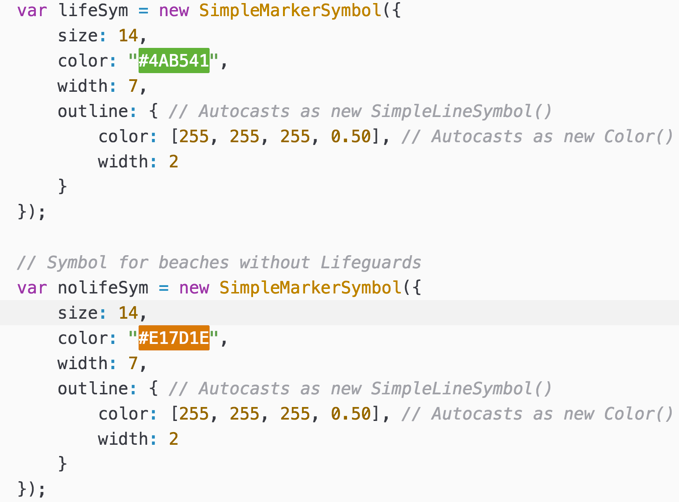 var lifeSym = new SimpleMarkerSymbol({
    size: 14,
    color: "#4AB541",
    width: 7,
    outline: { // Autocasts as new SimpleLineSymbol()
        color: [255, 255, 255, 0.50], // Autocasts as new Color()
        width: 2
    }
});

// Symbol for beaches without Lifeguards
var nolifeSym = new SimpleMarkerSymbol({
    size: 14,
    color: "#E17D1E",
    width: 7,
    outline: { // Autocasts as new SimpleLineSymbol()
        color: [255, 255, 255, 0.50], // Autocasts as new Color()
        width: 2
    }
});